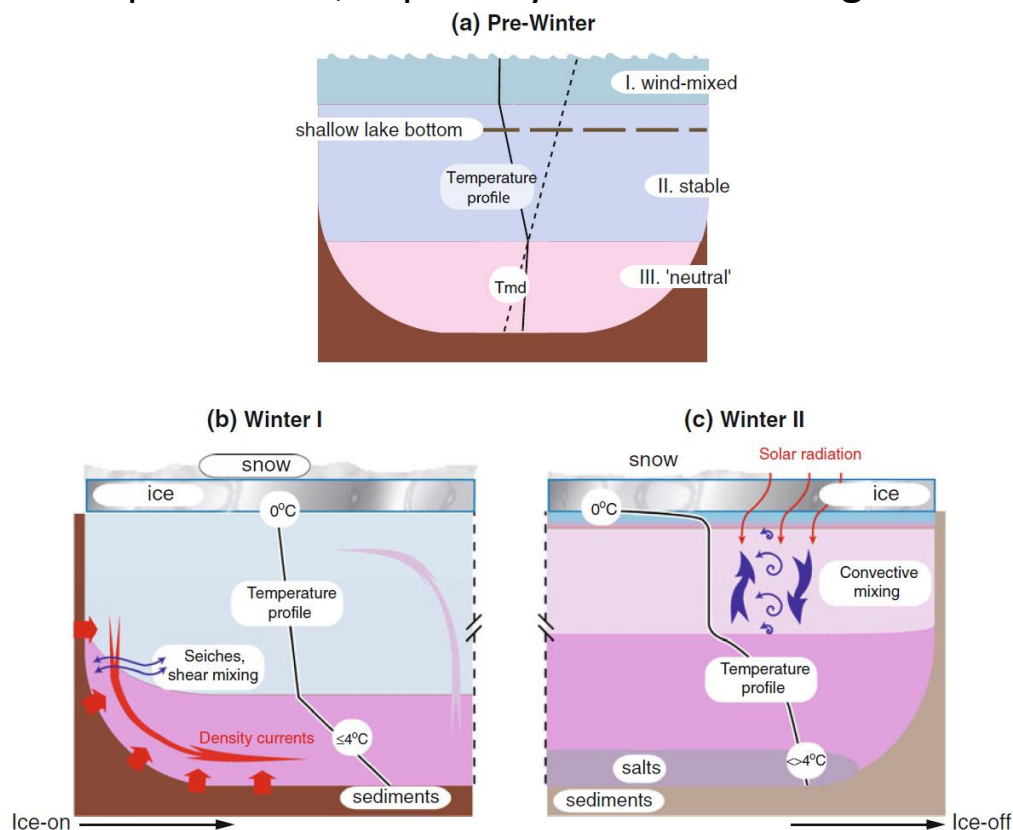 (a) Pre-Winter
I. wind-mixed
shallow lake bottom
Temperature
profile
II. stable
III. 'neutral'
Tmd
(b) Winter I
snow
ice
0°C
Temperature
profile
Seiches,
shear mixing
Density currents
≤4°C
sediments
Ice-on
(c) Winter II
snow
Solar radiation
ice
0°C
Convective
mixing
Temperature
profile
<>4°C
salts
sediments
Ice-off